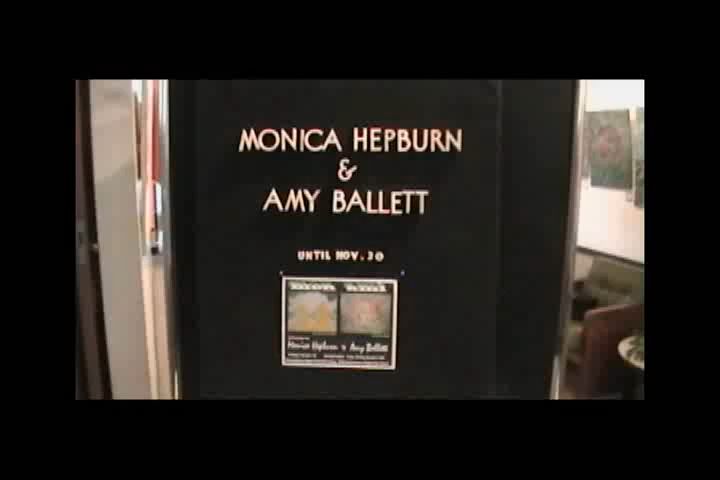 MONICA HEPBURN
&
AMY BALLETT
UNTIL NOV. 30
Monica Hepburn & Amy Ballett